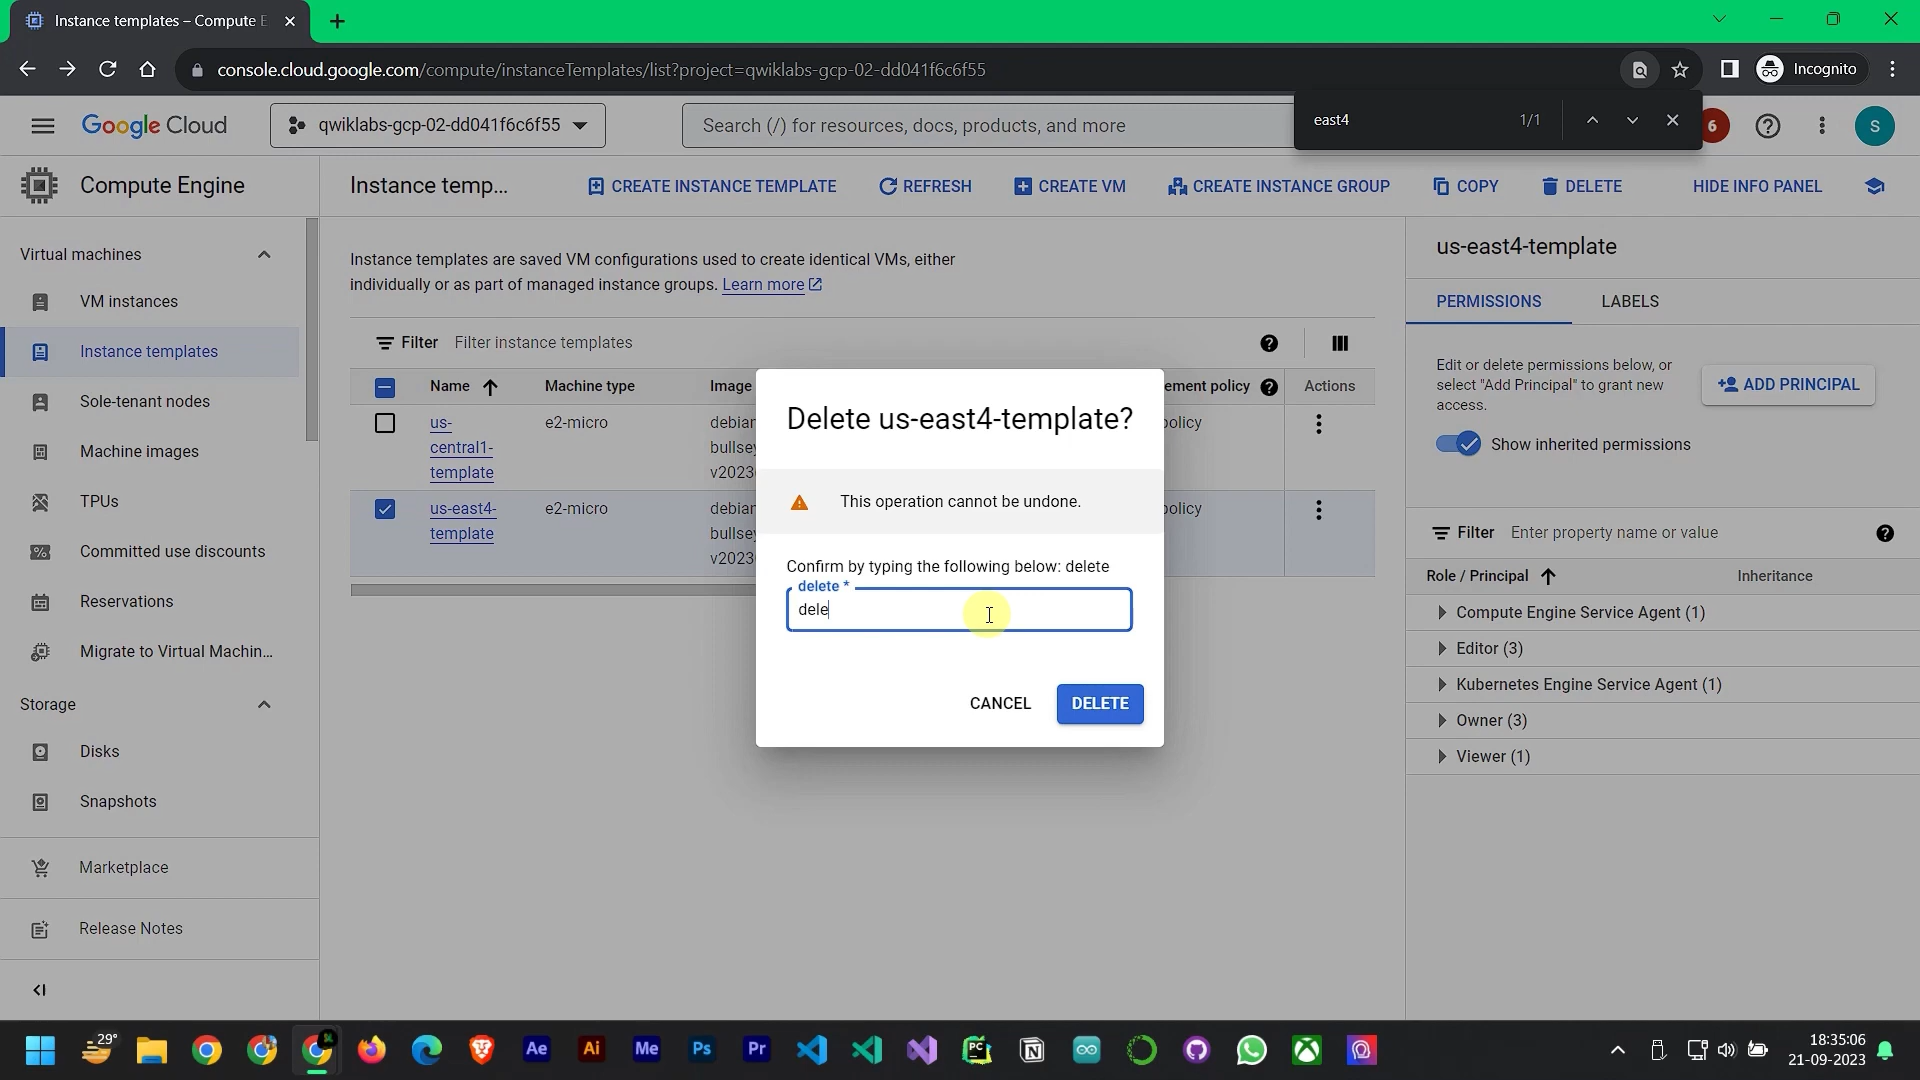 Instance templates – Compute E
console.cloud.google.com/compute/instanceTemplates/list?project=qwiklabs-gcp-02-dd041f6c6f55
Incognito
east4
1/1
Google Cloud
qwiklabs-gcp-02-dd041f6c6f55
Search (/) for resources, docs, products, and more
6
S
Compute Engine
Instance temp...
CREATE INSTANCE TEMPLATE
REFRESH
CREATE VM
CREATE INSTANCE GROUP
COPY
DELETE
HIDE INFO PANEL
Virtual machines
VM instances
Instance templates
Sole-tenant nodes
Machine images
TPUs
Committed use discounts
Reservations
Migrate to Virtual Machin...
Storage
Disks
Snapshots
Marketplace
Release Notes
Instance templates are saved VM configurations used to create identical VMs, either
individually or as part of managed instance groups. Learn more
Filter
Filter instance templates
Name
Machine type
Image
ement policy
Actions
us-
central1-
template
e2-micro
debian
bullsey
v2023
policy
us-east4-
template
e2-micro
debian
bullsey
v2023
policy
Delete us-east4-template?
This operation cannot be undone.
Confirm by typing the following below: delete
delete *
dele
CANCEL
DELETE
us-east4-template
PERMISSIONS
LABELS
Edit or delete permissions below, or
select "Add Principal" to grant new
access.
ADD PRINCIPAL
Show inherited permissions
Filter
Enter property name or value
Role / Principal
Inheritance
Compute Engine Service Agent (1)
Editor (3)
Kubernetes Engine Service Agent (1)
Owner (3)
Viewer (1)
29°
Ae
Ai
Me
Ps
Pr
PC
N
18:35:06
21-09-2023